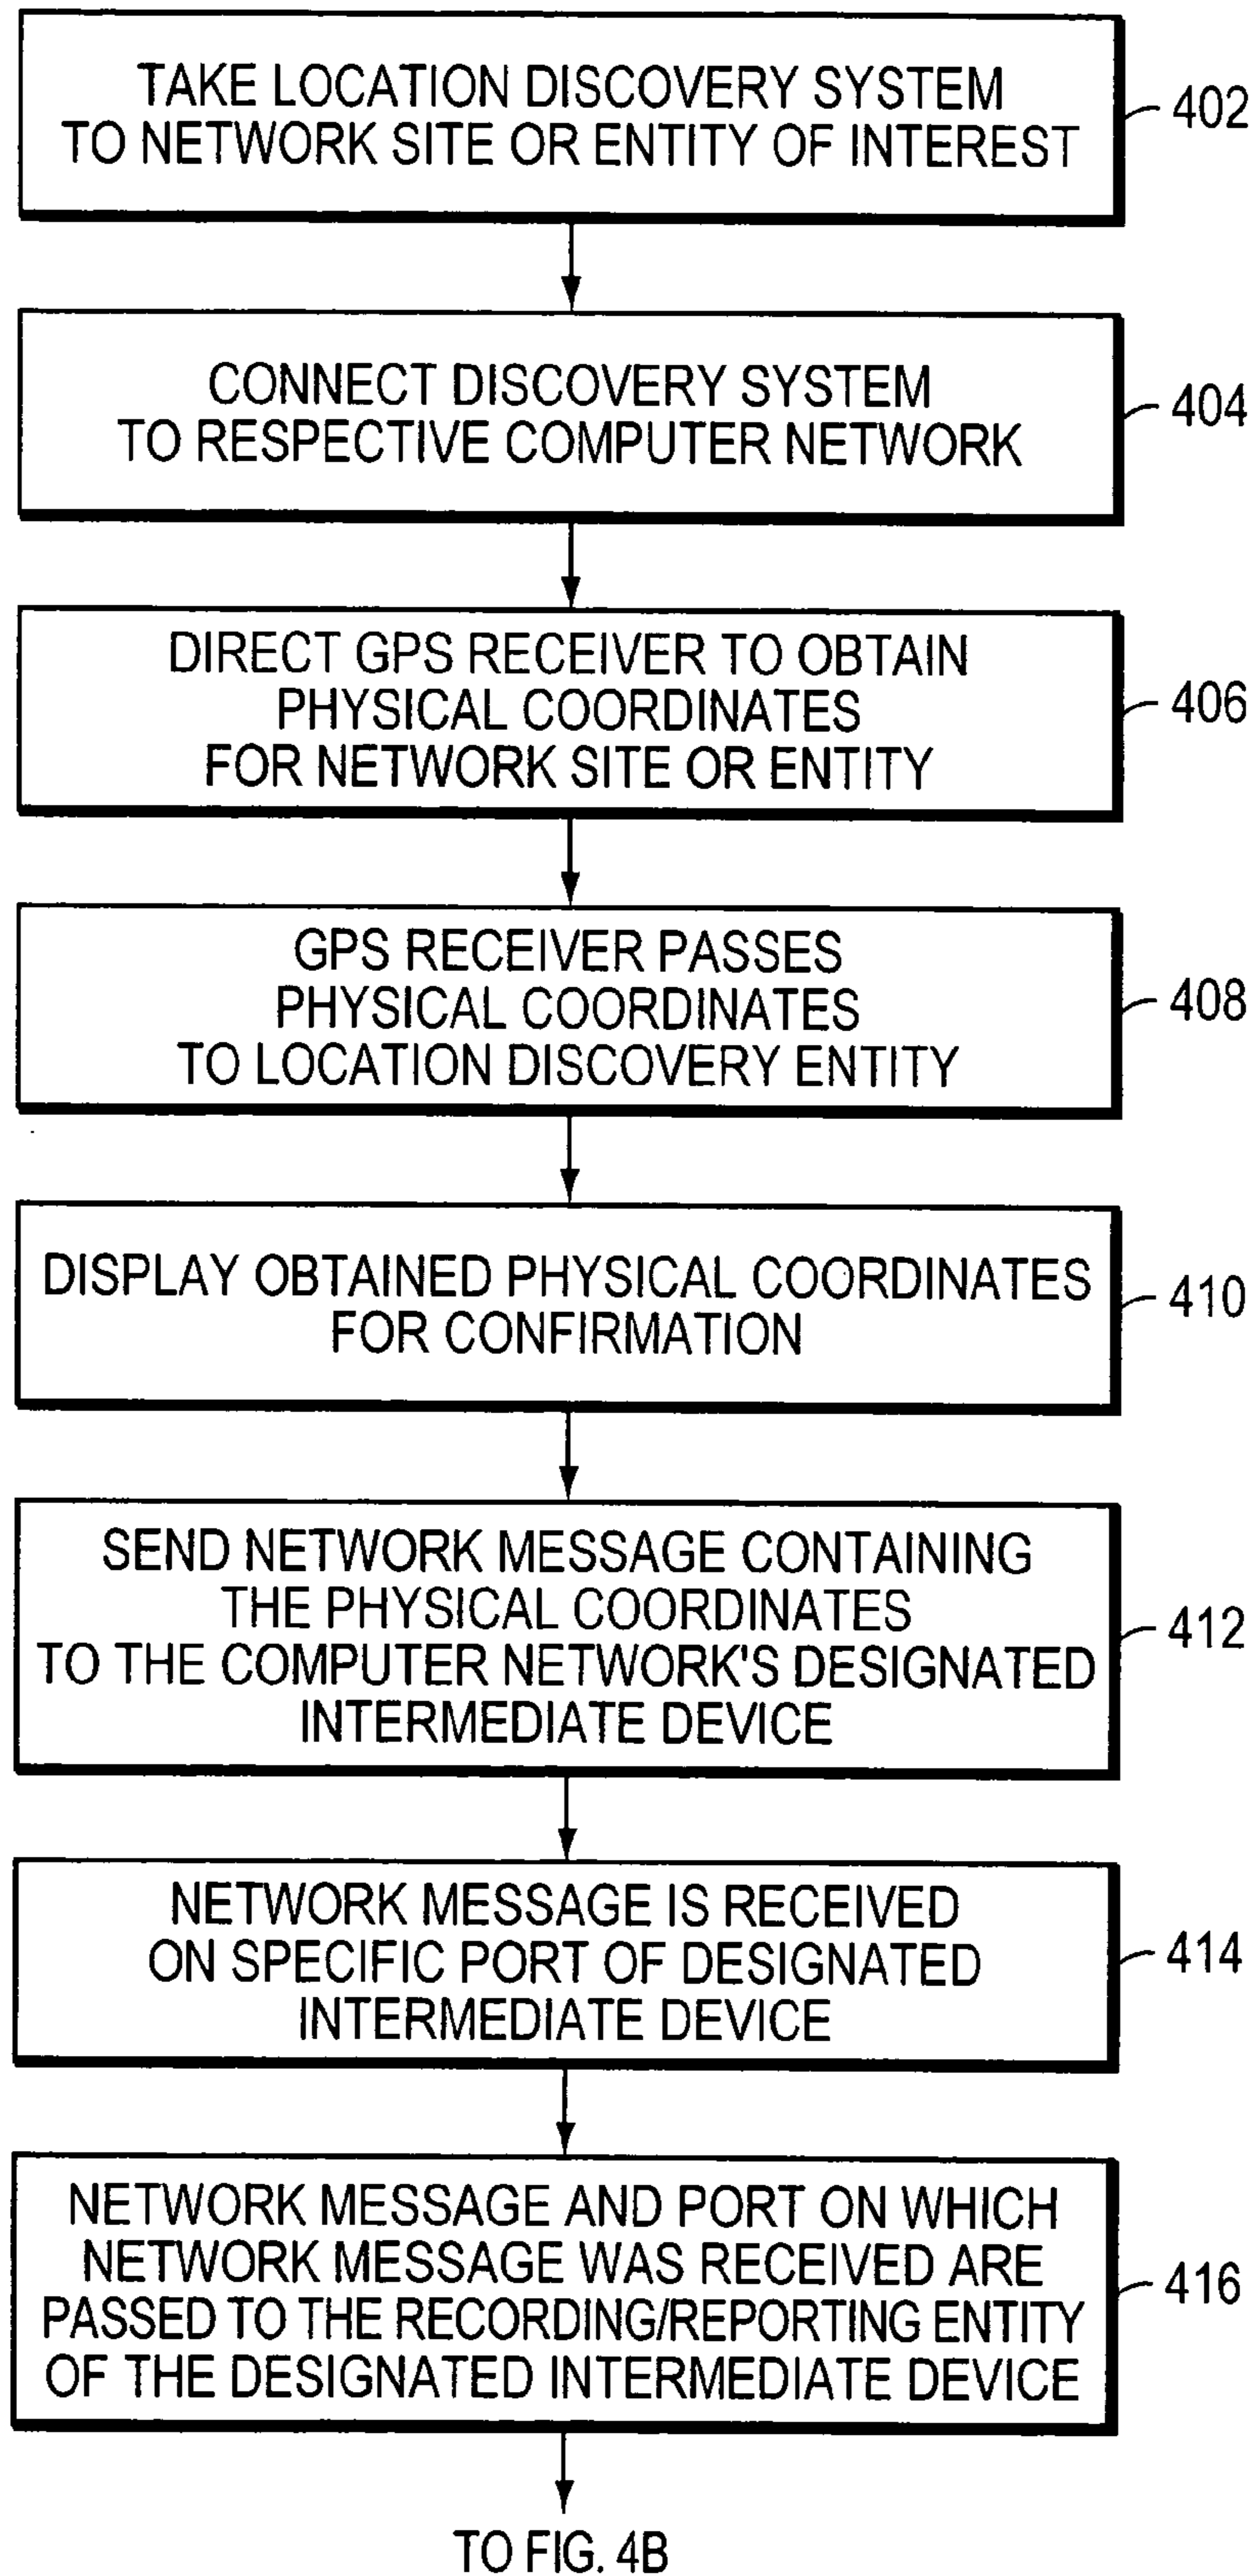 TAKE LOCATION DISCOVERY SYSTEM
TO NETWORK SITE OR ENTITY OF INTEREST
402
CONNECT DISCOVERY SYSTEM
TO RESPECTIVE COMPUTER NETWORK
404
DIRECT GPS RECEIVER TO OBTAIN
PHYSICAL COORDINATES
FOR NETWORK SITE OR ENTITY
406
GPS RECEIVER PASSES
PHYSICAL COORDINATES
TO LOCATION DISCOVERY ENTITY
408
DISPLAY OBTAINED PHYSICAL COORDINATES
FOR CONFIRMATION
410
SEND NETWORK MESSAGE CONTAINING
THE PHYSICAL COORDINATES
TO THE COMPUTER NETWORK'S DESIGNATED
INTERMEDIATE DEVICE
412
NETWORK MESSAGE IS RECEIVED
ON SPECIFIC PORT OF DESIGNATED
INTERMEDIATE DEVICE
414
NETWORK MESSAGE AND PORT ON WHICH
NETWORK MESSAGE WAS RECEIVED ARE
PASSED TO THE RECORDING/REPORTING ENTITY
OF THE DESIGNATED INTERMEDIATE DEVICE
416
TO FIG. 4B